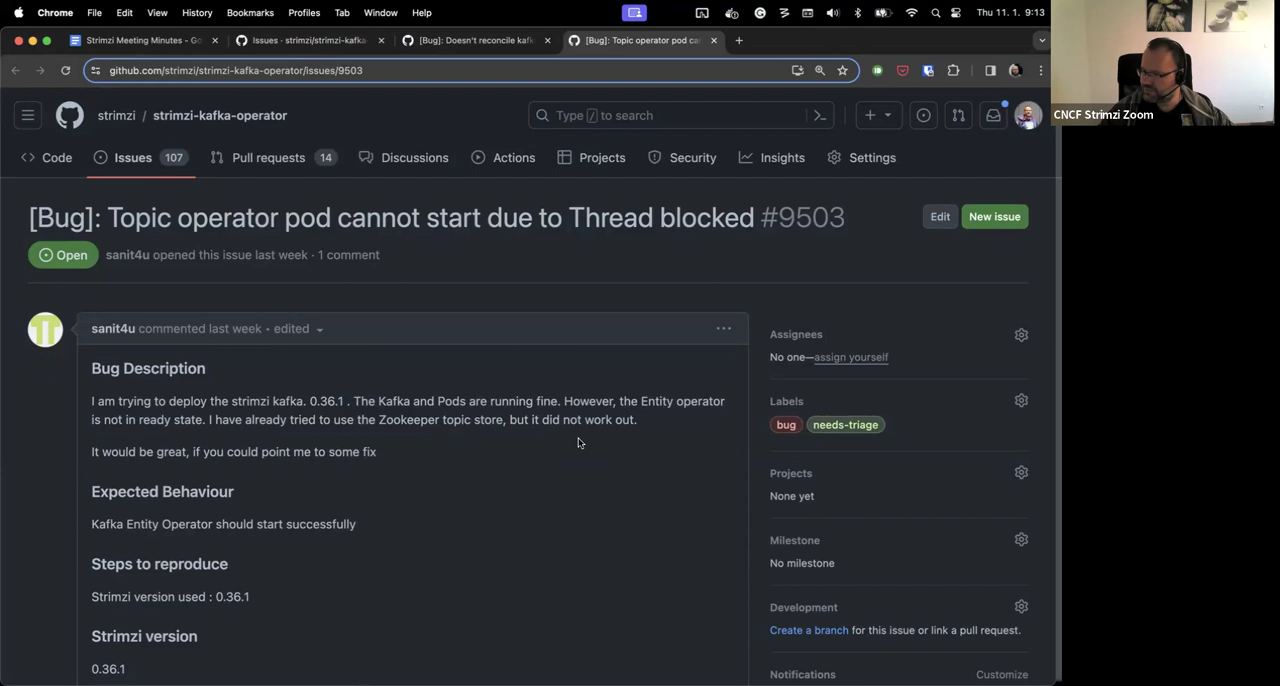 Chrome File Edit View History Bookmarks Profiles Tab Window Help Thu 11. 1. 9:13
Strimzi Meeting Minutes - Go
Issues · strimzi/strimzi-kafka-
[Bug]: Doesn't reconcile kafk
[Bug]: Topic operator pod ca
github.com/strimzi/strimzi-kafka-operator/issues/9503
CNCF Strimzi Zoom
strimzi / strimzi-kafka-operator
Type / to search
Code Issues 107 Pull requests 14 Discussions Actions Projects Security Insights Settings
[Bug]: Topic operator pod cannot start due to Thread blocked #9503
Edit New issue
Open sanit4u opened this issue last week · 1 comment
sanit4u commented last week • edited
Bug Description
I am trying to deploy the strimzi kafka. 0.36.1 . The Kafka and Pods are running fine. However, the Entity operator
is not in ready state. I have already tried to use the Zookeeper topic store, but it did not work out.
It would be great, if you could point me to some fix
Expected Behaviour
Kafka Entity Operator should start successfully
Steps to reproduce
Strimzi version used : 0.36.1
Strimzi version
0.36.1
Assignees
No one—assign yourself
Labels
bug needs-triage
Projects
None yet
Milestone
No milestone
Development
Create a branch for this issue or link a pull request.
Notifications Customize